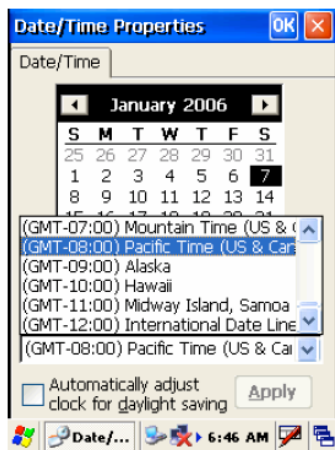 Date/Time Properties OK
Date/Time
January 2006
S M T W T F S
25 26 27 28 29 30 31
1 2 3 4 5 6 7
8 9 10 11 12 13 14
(GMT-07:00) Mountain Time (US & (
(GMT-08:00) Pacific Time (US & Can
(GMT-09:00) Alaska
(GMT-10:00) Hawaii
(GMT-11:00) Midway Island, Samoa
(GMT-12:00) International Date Line
(GMT-08:00) Pacific Time (US & Car
Automatically adjust
clock for daylight saving
Apply
Date/... 6:46 AM